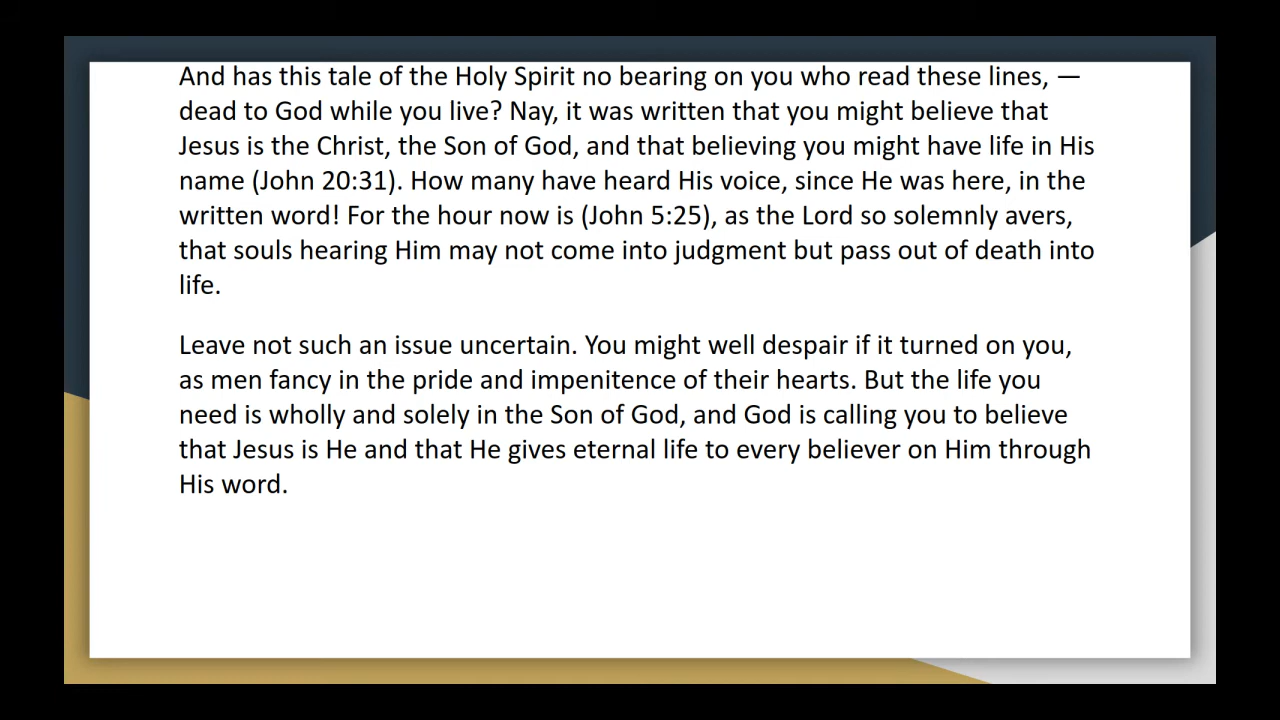 And has this tale of the Holy Spirit no bearing on you who read these lines, —
dead to God while you live? Nay, it was written that you might believe that
Jesus is the Christ, the Son of God, and that believing you might have life in His
name (John 20:31). How many have heard His voice, since He was here, in the
written word! For the hour now is (John 5:25), as the Lord so solemnly avers,
that souls hearing Him may not come into judgment but pass out of death into
life.
Leave not such an issue uncertain. You might well despair if it turned on you,
as men fancy in the pride and impenitence of their hearts. But the life you
need is wholly and solely in the Son of God, and God is calling you to believe
that Jesus is He and that He gives eternal life to every believer on Him through
His word.